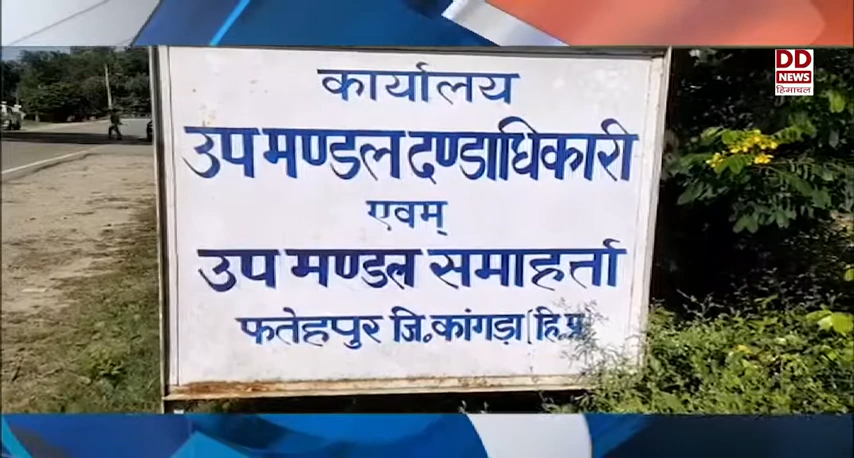 DD
NEWS
हिमाचल
कार्यालय
उप मण्डल दण्डाधिकारी
एवम्
उप मण्डल समाहर्ता
फतेहपुर जि.कांगड़ा (हि.प्र